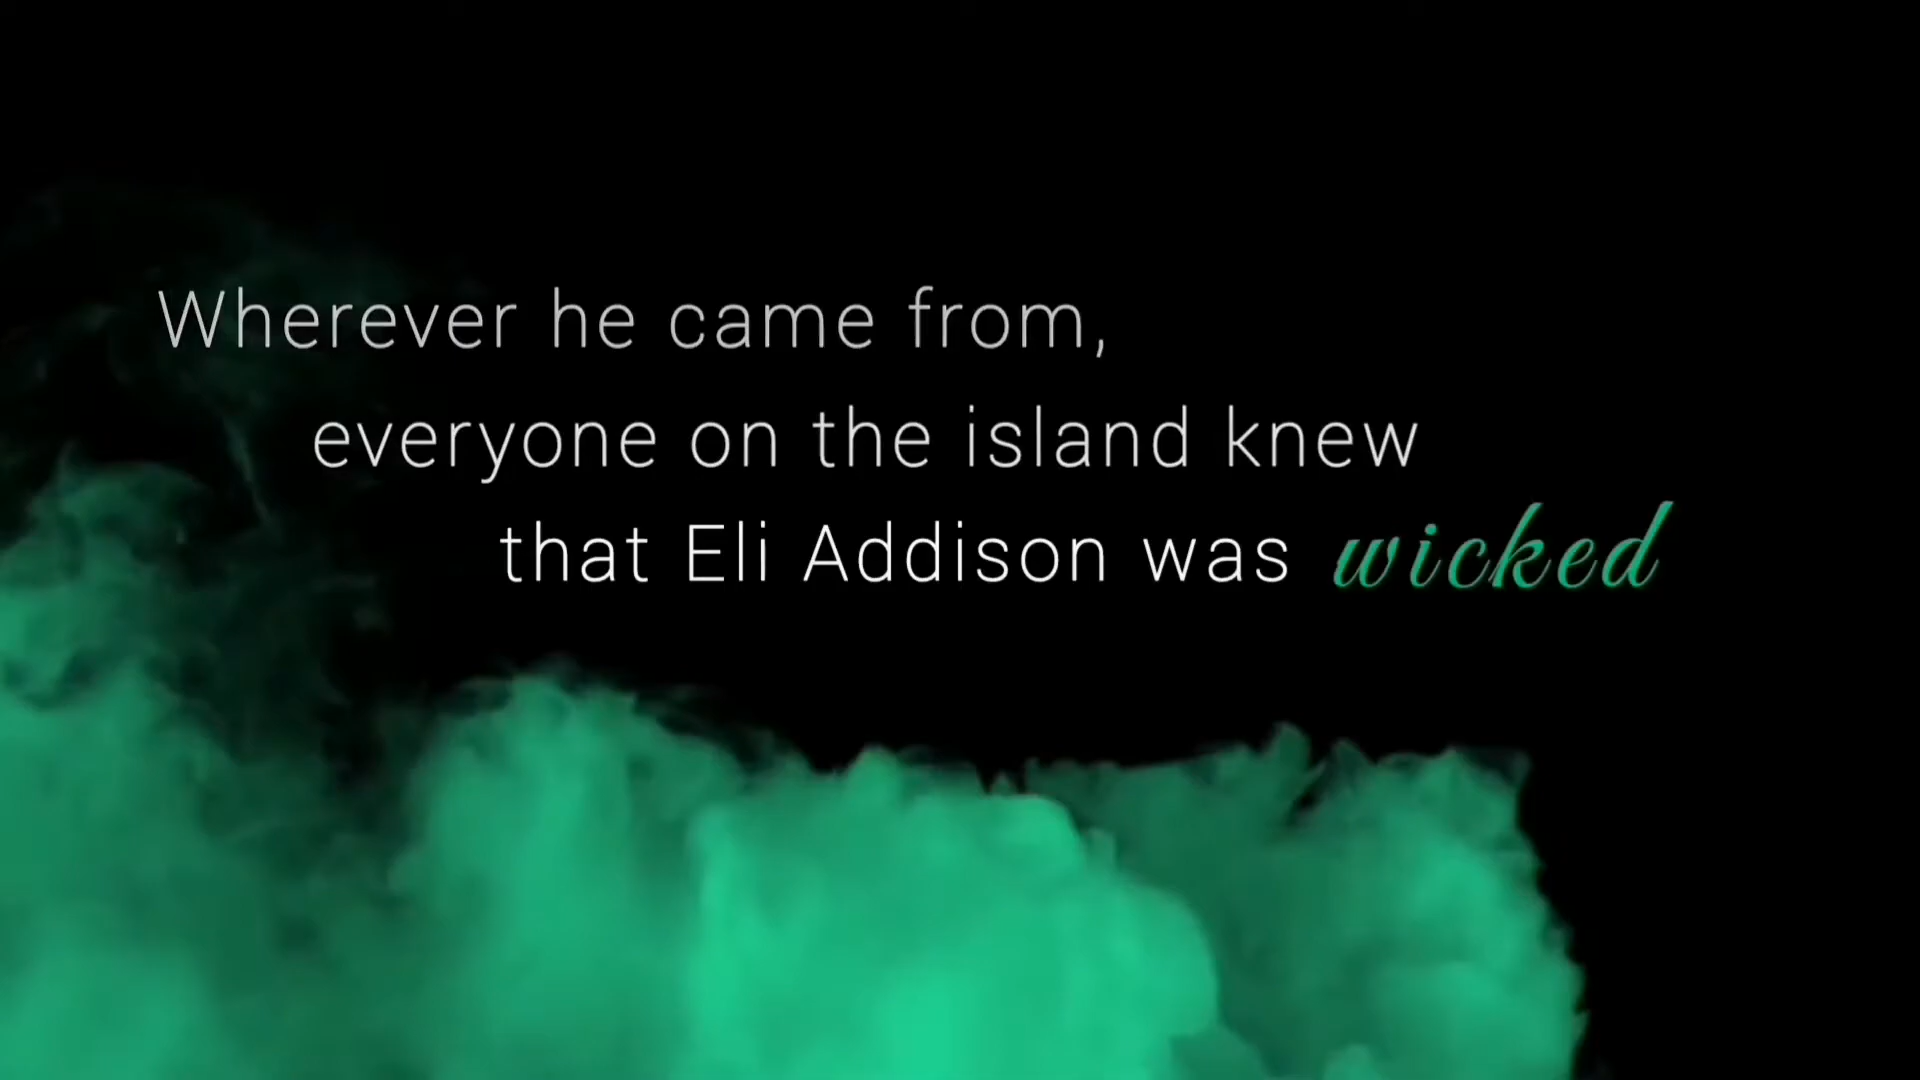 Wherever he came from,
everyone on the island knew
that Eli Addison was wicked